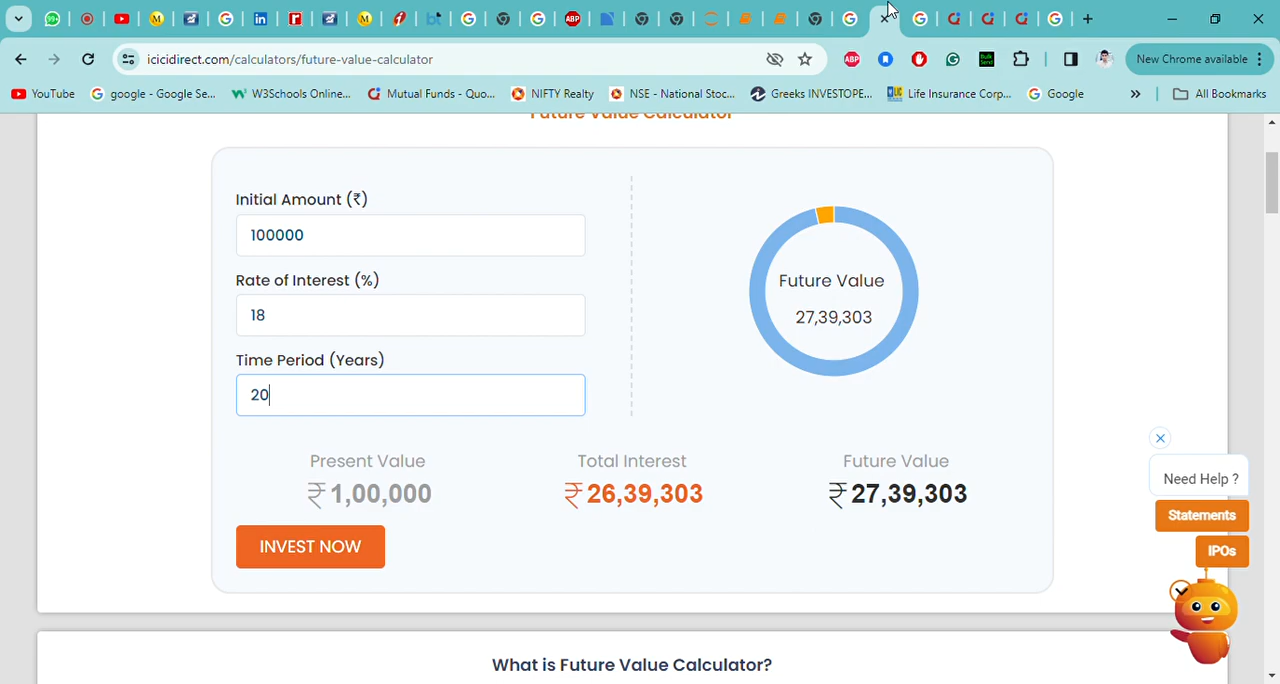 99+
icicidirect.com/calculators/future-value-calculator
ABP
Bulk Send
New Chrome available
YouTube
google - Google Se...
W3Schools Online...
Mutual Funds - Quo...
NIFTY Realty
NSE - National Stoc...
Greeks INVESTOPE...
Life Insurance Corp...
Google
»
All Bookmarks
Future Value Calculator
Initial Amount (₹)
100000
Rate of Interest (%)
18
Time Period (Years)
20
Future Value
27,39,303
Present Value
₹ 1,00,000
Total Interest
₹ 26,39,303
Future Value
₹ 27,39,303
INVEST NOW
Need Help ?
Statements
IPOs
What is Future Value Calculator?